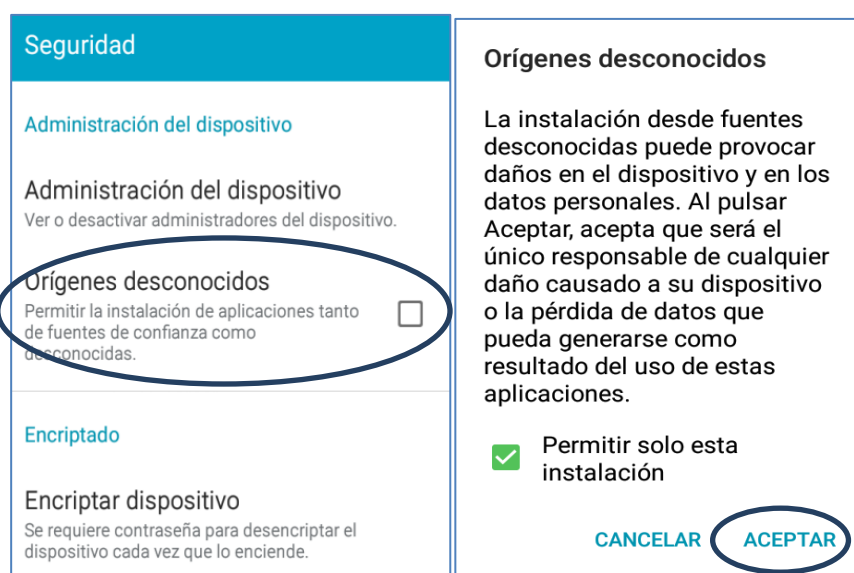 Seguridad
Administración del dispositivo
Administración del dispositivo
Ver o desactivar administradores del dispositivo.
Orígenes desconocidos
Permitir la instalación de aplicaciones tanto
de fuentes de confianza como
desconocidas.
Encriptado
Encriptar dispositivo
Se requiere contraseña para desencriptar el
dispositivo cada vez que lo enciende.
Orígenes desconocidos
La instalación desde fuentes
desconocidas puede provocar
daños en el dispositivo y en los
datos personales. Al pulsar
Aceptar, acepta que será el
único responsable de cualquier
daño causado a su dispositivo
o la pérdida de datos que
pueda generarse como
resultado del uso de estas
aplicaciones.
Permitir solo esta
instalación
CANCELAR ACEPTAR